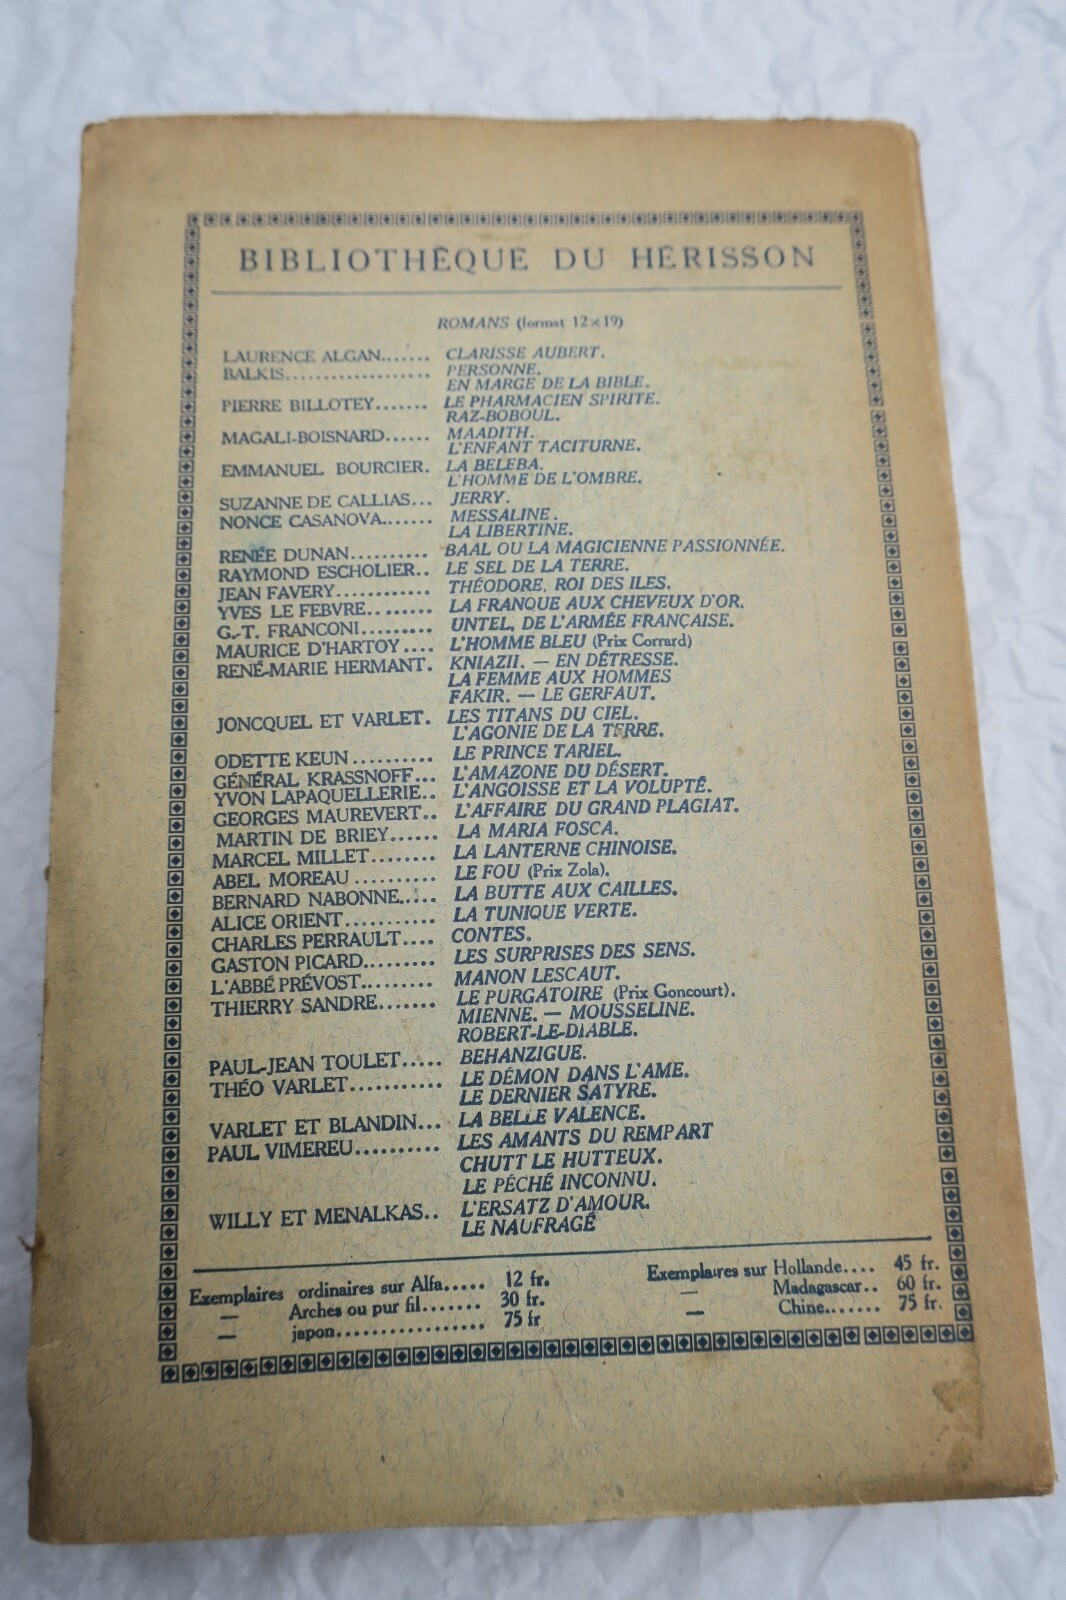 BIBLIOTHÈQUE DU HÉRISSON
ROMANS (format 12×19)
LAURENCE ALGAN....... CLARISSE AUBERT.
BALKIS................... PERSONNE.
EN MARGE DE LA BIBLE.
PIERRE BILLOTEY....... LE PHARMACIEN SPIRITE.
RAZ-BOBOUL.
MAGALI-BOISNARD...... MAADITH.
L'ENFANT TACITURNE.
EMMANUEL BOURCIER. LA BELEBA.
L'HOMME DE L'OMBRE.
SUZANNE DE CALLIAS... JERRY.
NONCE CASANOVA....... MESSALINE.
LA LIBERTINE.
RENÉE DUNAN.......... BAAL OU LA MAGICIENNE PASSIONNÉE.
RAYMOND ESCHOLIER.. LE SEL DE LA TERRE.
JEAN FAVERY............ THÉODORE, ROI DES ILES.
YVES LE FEBVRE........ LA FRANQUE AUX CHEVEUX D'OR.
G.-T. FRANCONI......... UNTEL, DE L'ARMÉE FRANÇAISE.
MAURICE D'HARTOY.... L'HOMME BLEU (Prix Corrard)
RENÉ-MARIE HERMANT. KNIAZII. — EN DÉTRESSE.
LA FEMME AUX HOMMES
FAKIR. — LE GERFAUT.
JONCQUEL ET VARLET. LES TITANS DU CIEL.
L'AGONIE DE LA TERRE.
ODETTE KEUN.......... LE PRINCE TARIEL.
GÉNÉRAL KRASSNOFF... L'AMAZONE DU DÉSERT.
YVON LAPAQUELLERIE.. L'ANGOISSE ET LA VOLUPTÉ.
GEORGES MAUREVERT.. L'AFFAIRE DU GRAND PLAGIAT.
MARTIN DE BRIEY...... LA MARIA FOSCA.
MARCEL MILLET........ LA LANTERNE CHINOISE.
ABEL MOREAU.......... LE FOU (Prix Zola).
BERNARD NABONNE..... LA BUTTE AUX CAILLES.
ALICE ORIENT........... LA TUNIQUE VERTE.
CHARLES PERRAULT.... CONTES.
GASTON PICARD......... LES SURPRISES DES SENS.
L'ABBÉ PRÉVOST......... MANON LESCAUT.
THIERRY SANDRE....... LE PURGATOIRE (Prix Goncourt).
MIENNE. — MOUSSELINE.
ROBERT-LE-DIABLE.
PAUL-JEAN TOULET..... BEHANZIGUE.
THÉO VARLET........... LE DÉMON DANS L'AME.
LE DERNIER SATYRE.
VARLET ET BLANDIN... LA BELLE VALENCE.
PAUL VIMEREU.......... LES AMANTS DU REMPART
CHUTT LE HUTTEUX.
LE PÉCHÉ INCONNU.
WILLY ET MENALKAS.. L'ERSATZ D'AMOUR.
LE NAUFRAGÉ
Exemplaires ordinaires sur Alfa..... 12 fr.
— Arches ou pur fil....... 30 fr.
— japon................. 75 fr
Exemplaires sur Hollande.... 45 fr.
— Madagascar.. 60 fr.
— Chine....... 75 fr.